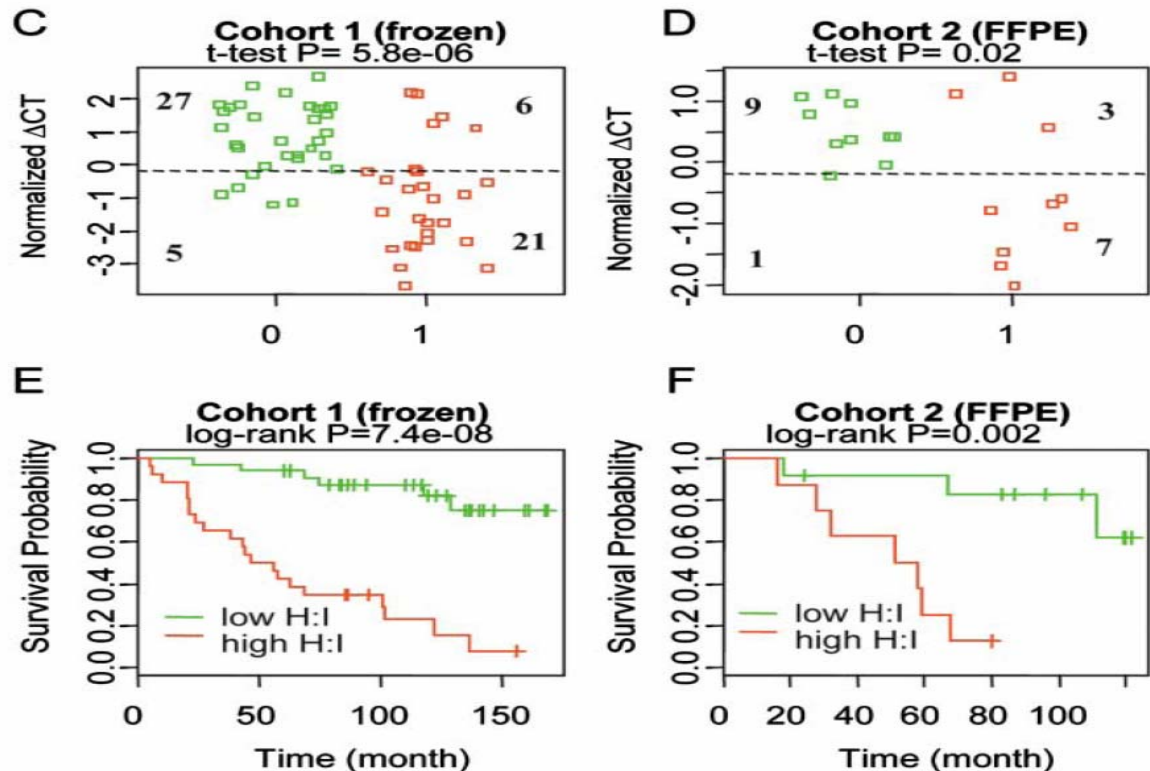 C
Cohort 1 (frozen)
t-test P= 5.8e-06
Normalized ΔCT
2
1
0
-1
-2
-3
27
6
5
21
0
1
D
Cohort 2 (FFPE)
t-test P= 0.02
Normalized ΔCT
1.0
0.0
-1.0
-2.0
9
3
1
7
0
1
E
Cohort 1 (frozen)
log-rank P=7.4e-08
Survival Probability
1.0
0.8
0.6
0.4
0.2
0.0
low H:I
high H:I
0
50
100
150
Time (month)
F
Cohort 2 (FFPE)
log-rank P=0.002
Survival Probability
1.0
0.8
0.6
0.4
0.2
0.0
low H:I
high H:I
0
20
40
60
80
100
Time (month)